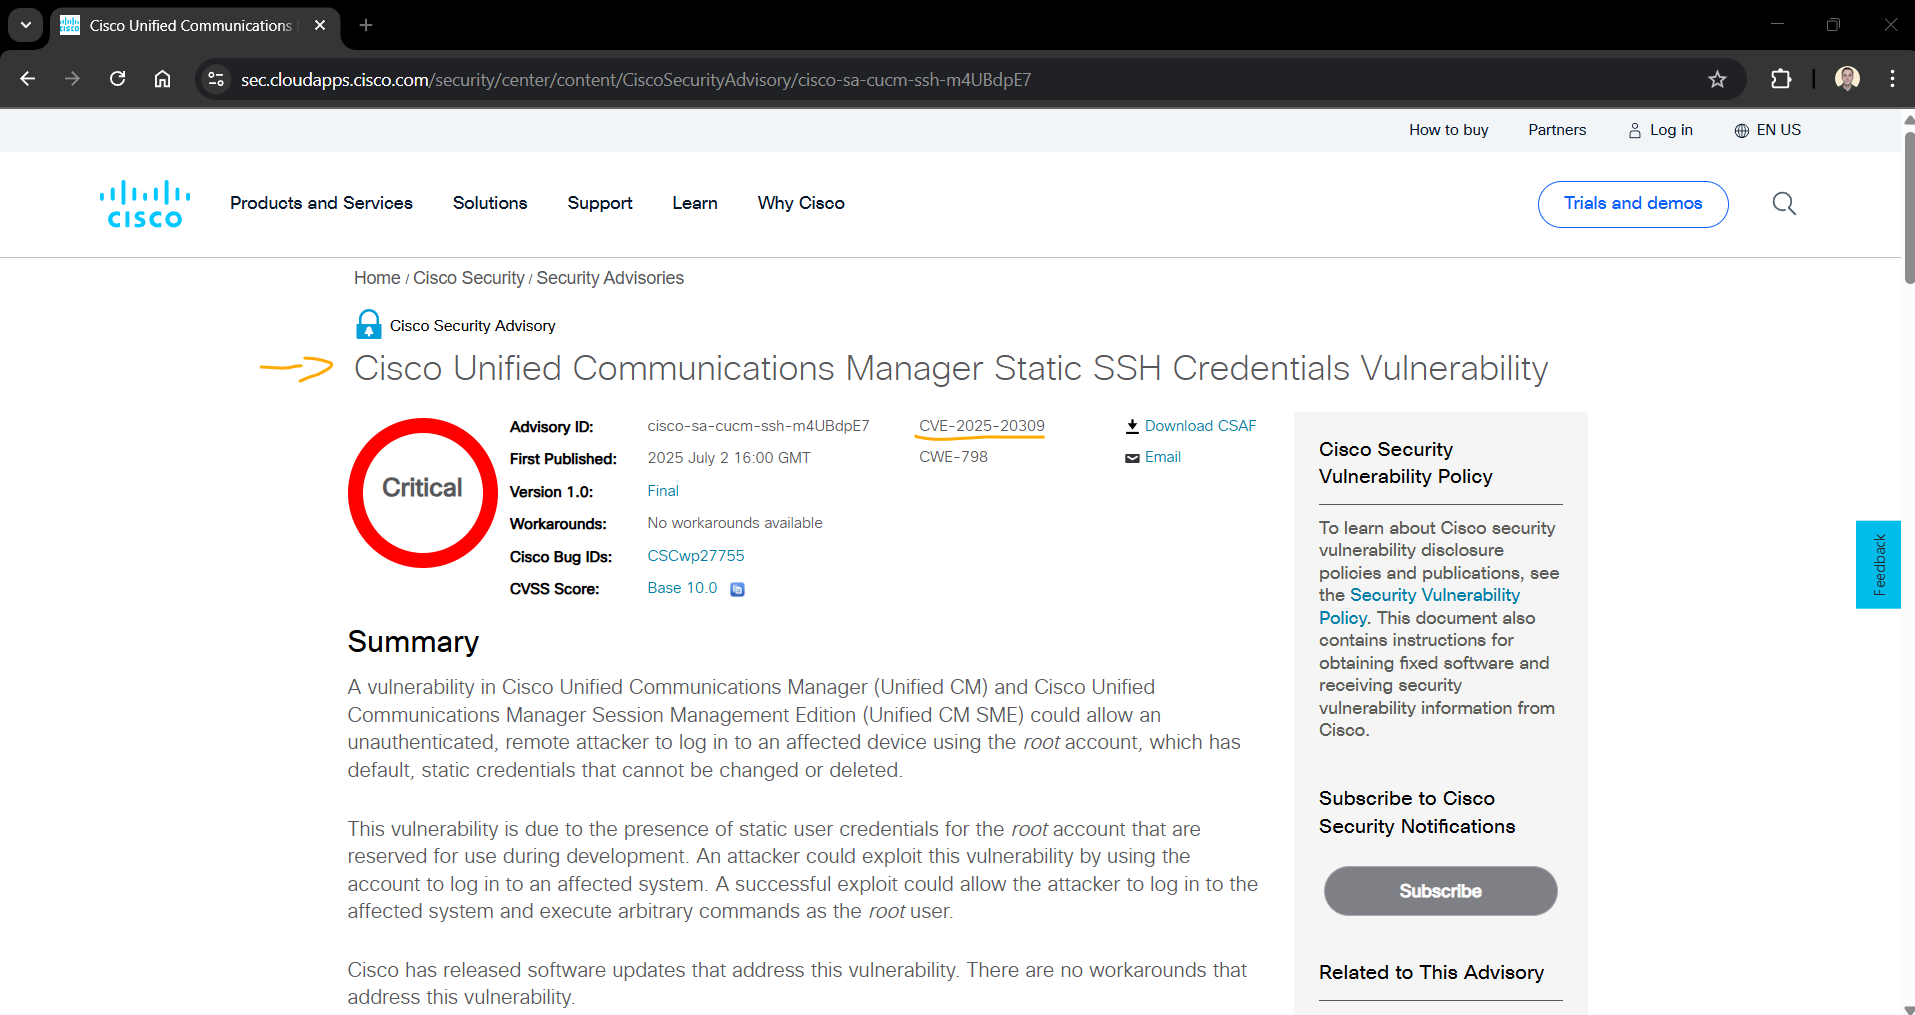 Cisco Unified Communications
sec.cloudapps.cisco.com/security/center/content/CiscoSecurityAdvisory/cisco-sa-cucm-ssh-m4UBdpE7
How to buy Partners Log in EN US
CISCO
Products and Services Solutions Support Learn Why Cisco Trials and demos
Home / Cisco Security / Security Advisories
Cisco Security Advisory
Cisco Unified Communications Manager Static SSH Credentials Vulnerability
Critical
Advisory ID: cisco-sa-cucm-ssh-m4UBdpE7 CVE-2025-20309 Download CSAF
First Published: 2025 July 2 16:00 GMT CWE-798 Email
Version 1.0: Final
Workarounds: No workarounds available
Cisco Bug IDs: CSCwp27755
CVSS Score: Base 10.0
Summary
A vulnerability in Cisco Unified Communications Manager (Unified CM) and Cisco Unified
Communications Manager Session Management Edition (Unified CM SME) could allow an
unauthenticated, remote attacker to log in to an affected device using the root account, which has
default, static credentials that cannot be changed or deleted.
This vulnerability is due to the presence of static user credentials for the root account that are
reserved for use during development. An attacker could exploit this vulnerability by using the
account to log in to an affected system. A successful exploit could allow the attacker to log in to the
affected system and execute arbitrary commands as the root user.
Cisco has released software updates that address this vulnerability. There are no workarounds that
address this vulnerability.
Cisco Security
Vulnerability Policy
To learn about Cisco security
vulnerability disclosure
policies and publications, see
the Security Vulnerability
Policy. This document also
contains instructions for
obtaining fixed software and
receiving security
vulnerability information from
Cisco.
Subscribe to Cisco
Security Notifications
Subscribe
Related to This Advisory
Feedback